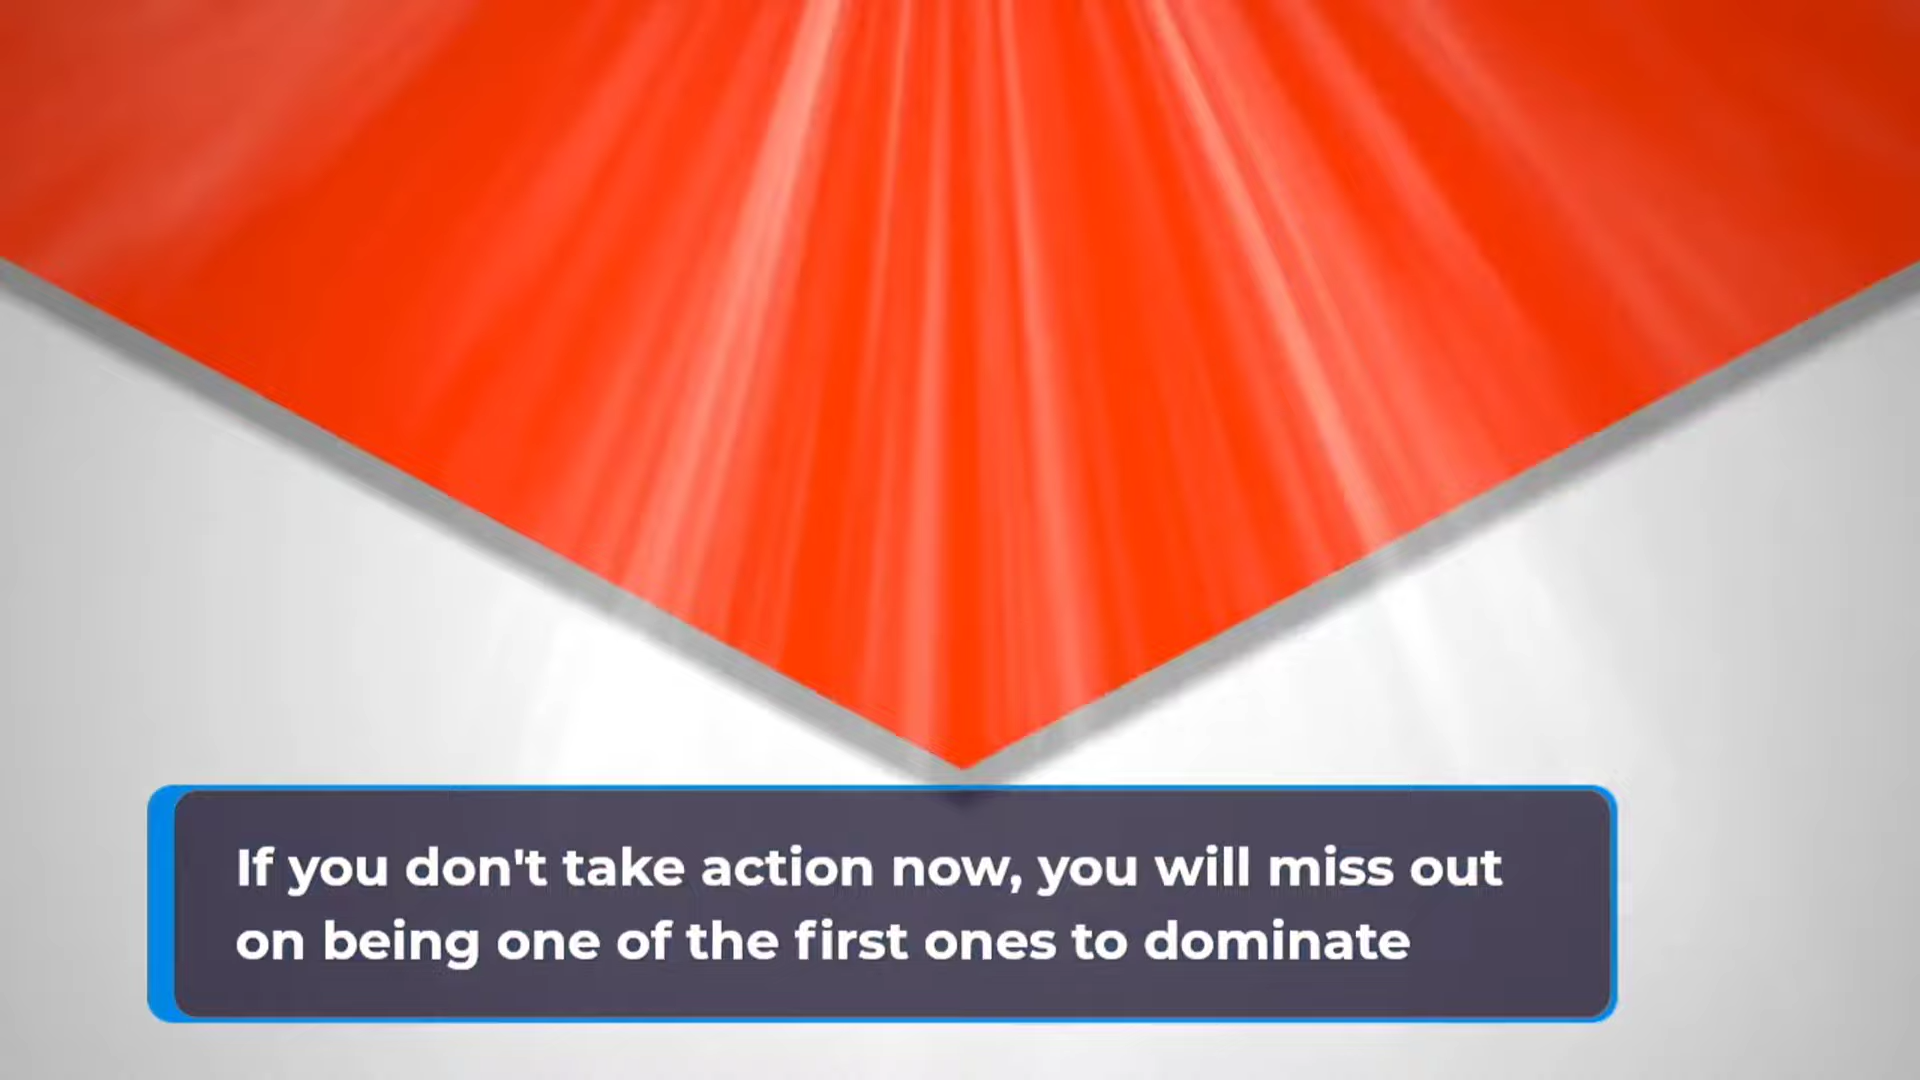 If you don't take action now, you will miss out
on being one of the first ones to dominate